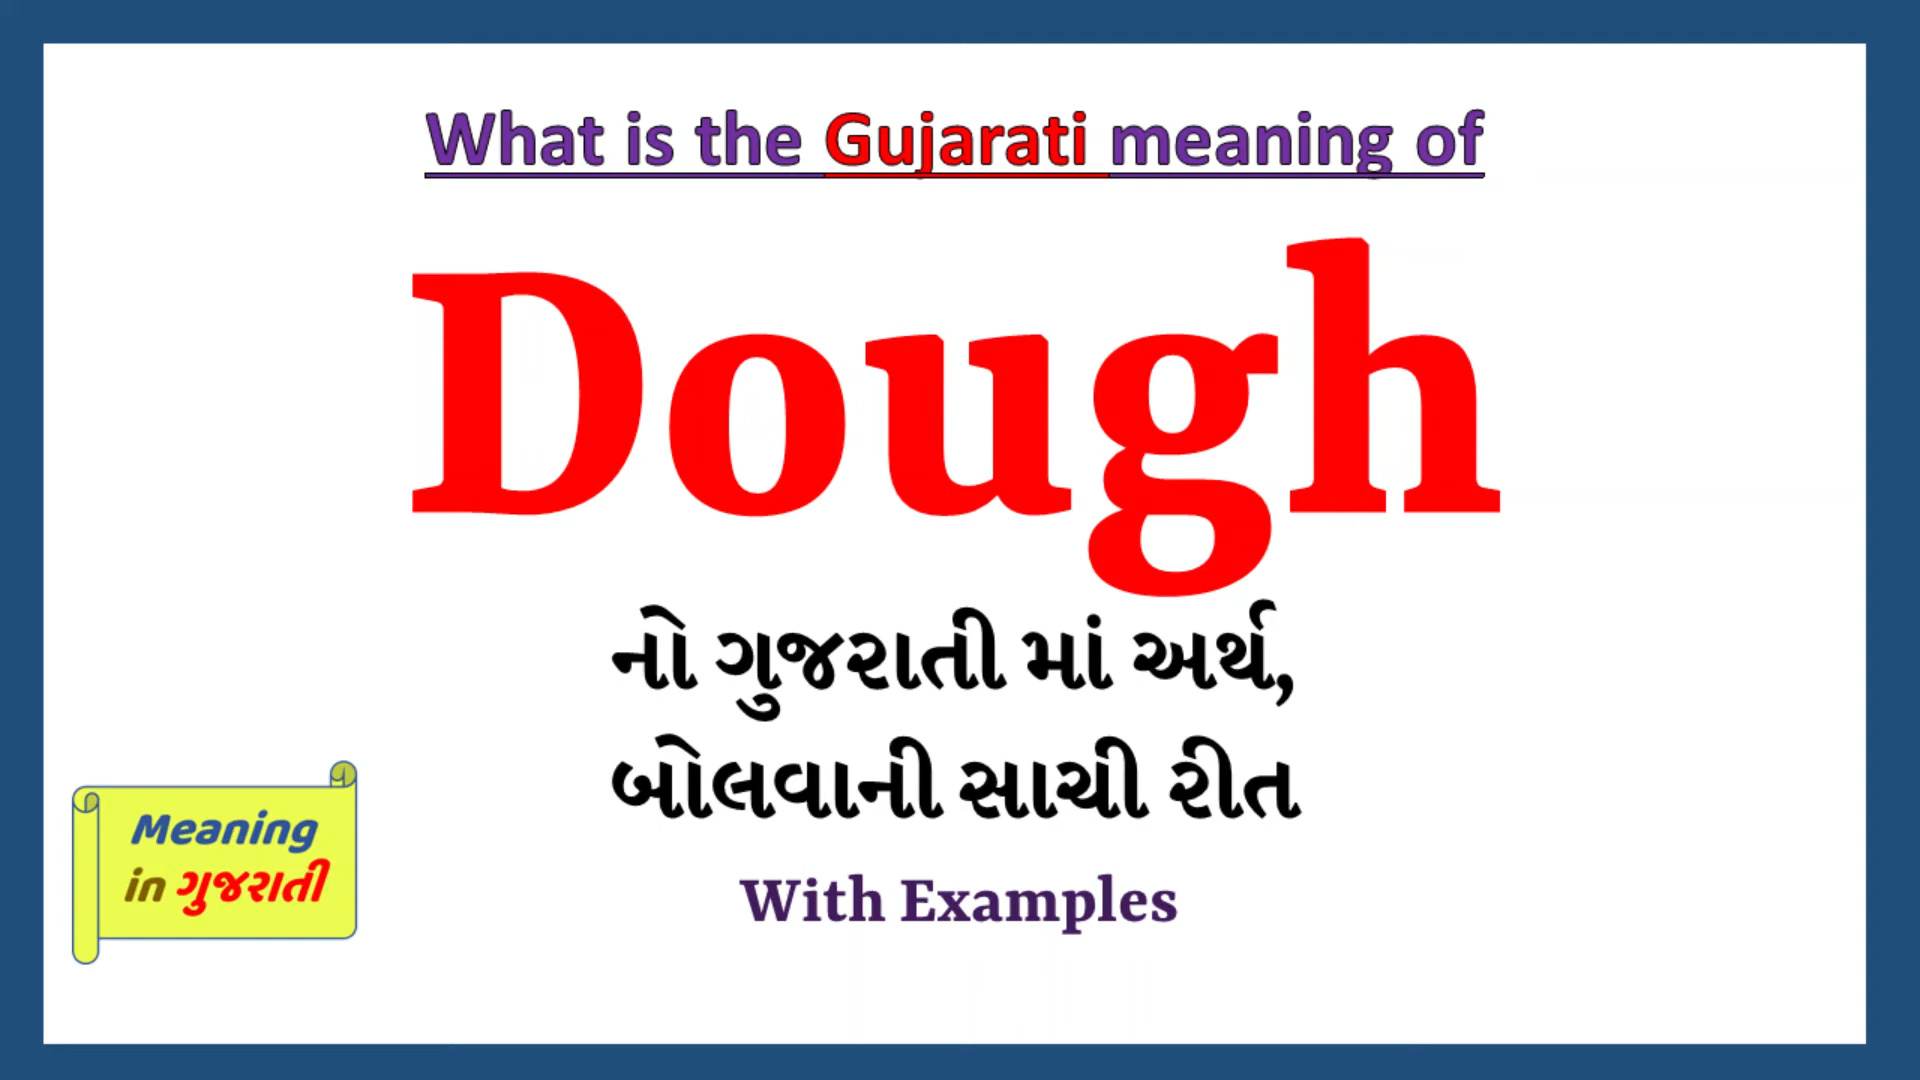 What is the Gujarati meaning of
Dough
નો ગુજરાતી માં અર્થ,
બોલવાની સાચી રીત
With Examples
Meaning
in ગુજરાતી